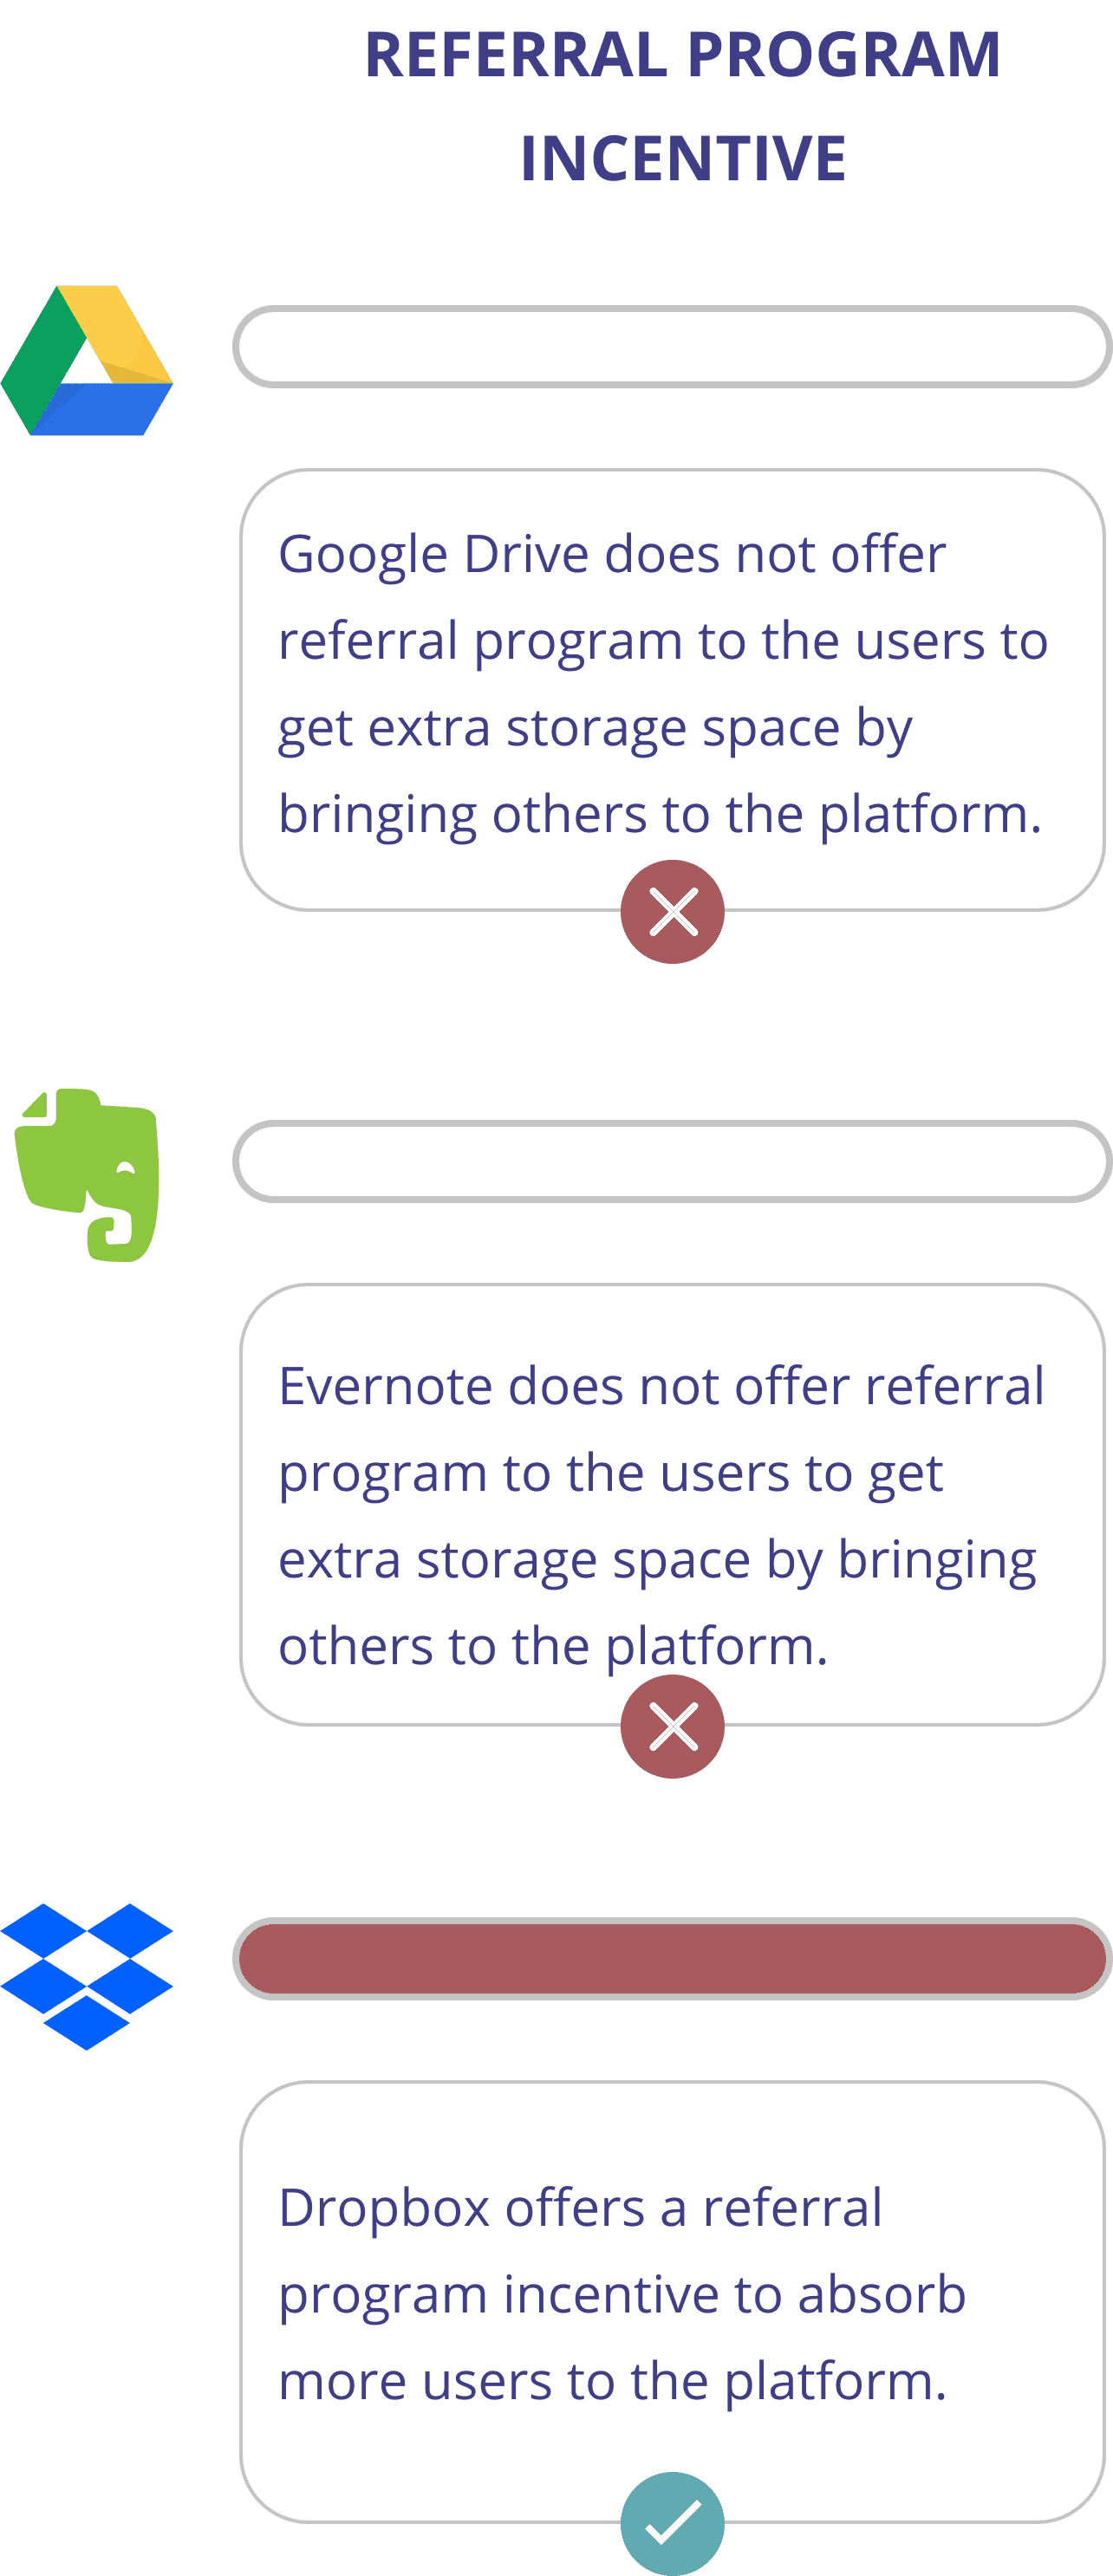 REFERRAL PROGRAM
INCENTIVE
Google Drive does not offer
referral program to the users to
get extra storage space by
bringing others to the platform.
Evernote does not offer referral
program to the users to get
extra storage space by bringing
others to the platform.
Dropbox offers a referral
program incentive to absorb
more users to the platform.